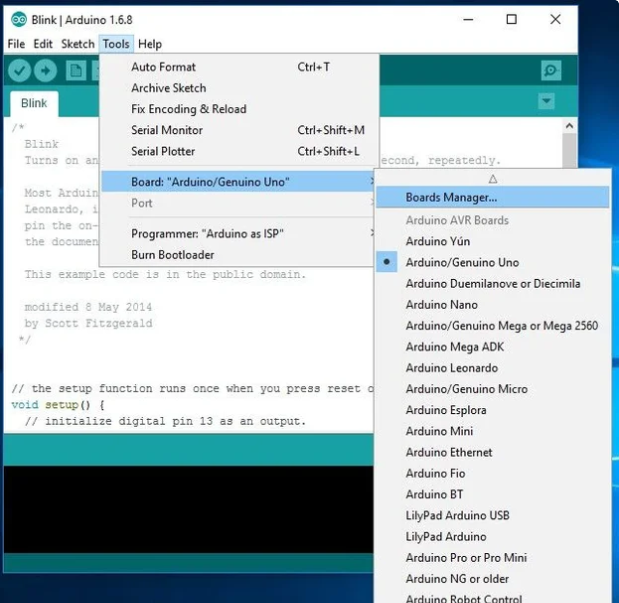 Blink | Arduino 1.6.8
File Edit Sketch Tools Help
Blink
Auto Format Ctrl+T
Archive Sketch
Fix Encoding & Reload
Serial Monitor Ctrl+Shift+M
Serial Plotter Ctrl+Shift+L
Board: "Arduino/Genuino Uno"
Port
Programmer: "Arduino as ISP"
Burn Bootloader
Boards Manager...
Arduino AVR Boards
Arduino Yún
Arduino/Genuino Uno
Arduino Duemilanove or Diecimila
Arduino Nano
Arduino/Genuino Mega or Mega 2560
Arduino Mega ADK
Arduino Leonardo
Arduino/Genuino Micro
Arduino Esplora
Arduino Mini
Arduino Ethernet
Arduino Fio
Arduino BT
LilyPad Arduino USB
LilyPad Arduino
Arduino Pro or Pro Mini
Arduino NG or older
Arduino Robot Control
/*
Blink
Turns on an econd, repeatedly.
Most Arduin
Leonardo, i
pin the on-
the documen
This example code is in the public domain.
modified 8 May 2014
by Scott Fitzgerald
*/
// the setup function runs once when you press reset o
void setup() {
// initialize digital pin 13 as an output.